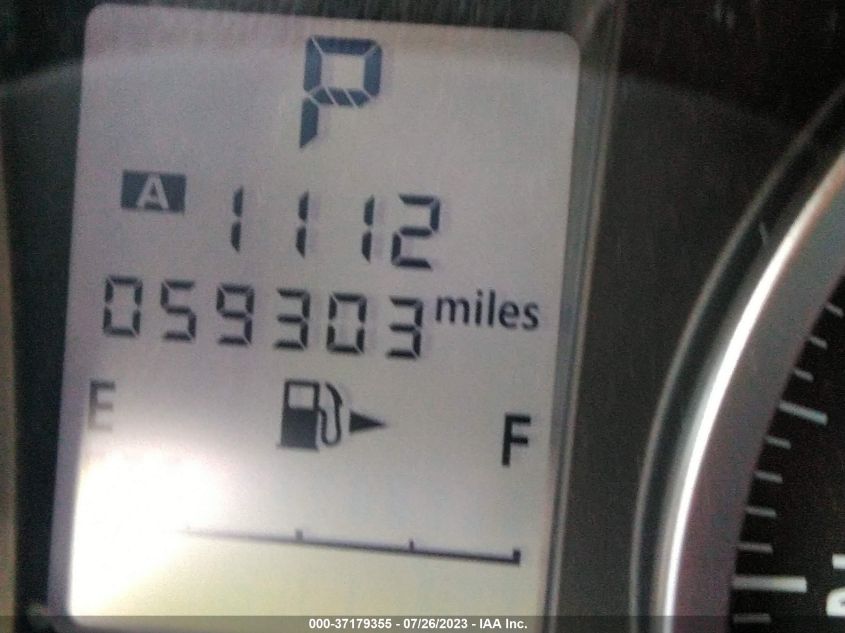 P
A 1112
059303 miles
E F
000-37179355 - 07/26/2023 - IAA Inc.